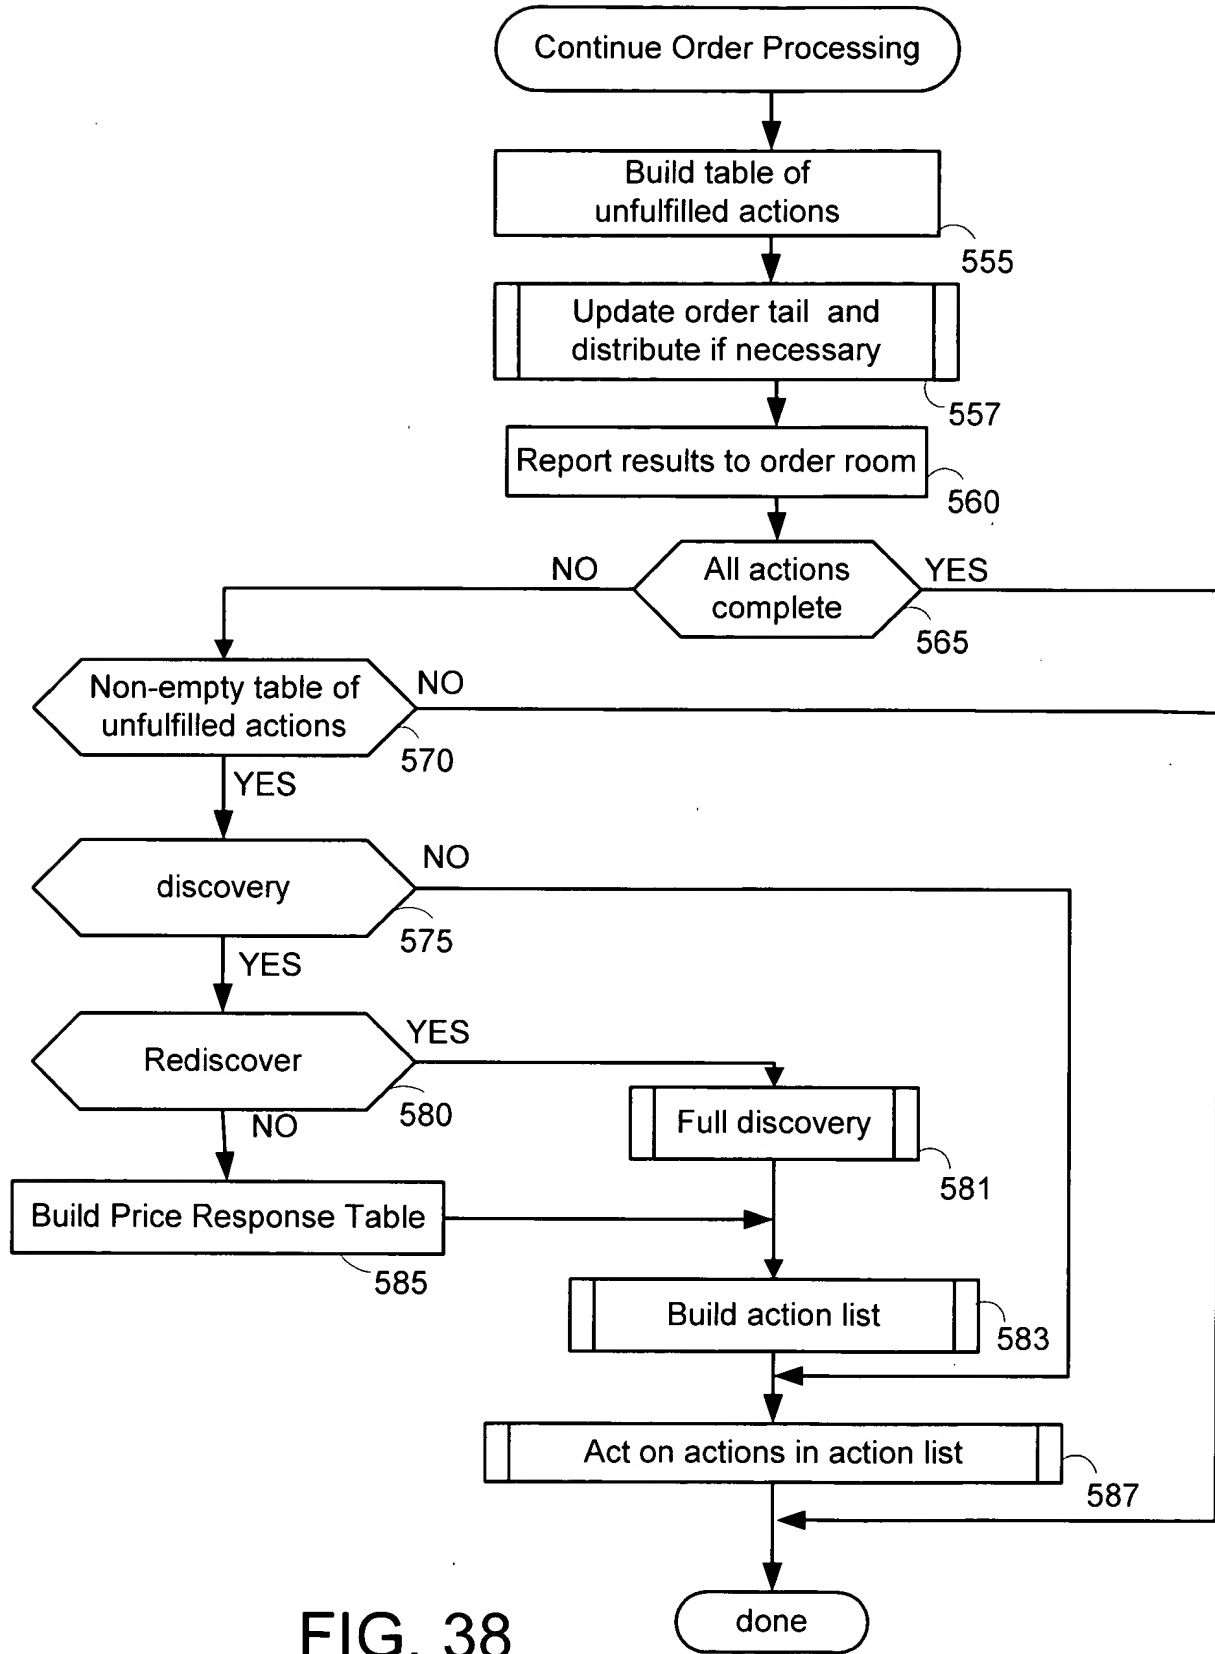 Continue Order Processing
Build table of
unfulfilled actions
555
Update order tail and
distribute if necessary
557
Report results to order room
560
NO
All actions
complete
YES
565
Non-empty table of
unfulfilled actions
NO
570
YES
discovery
NO
575
YES
Rediscover
YES
580
NO
Full discovery
581
Build Price Response Table
585
Build action list
583
Act on actions in action list
587
done
FIG. 38